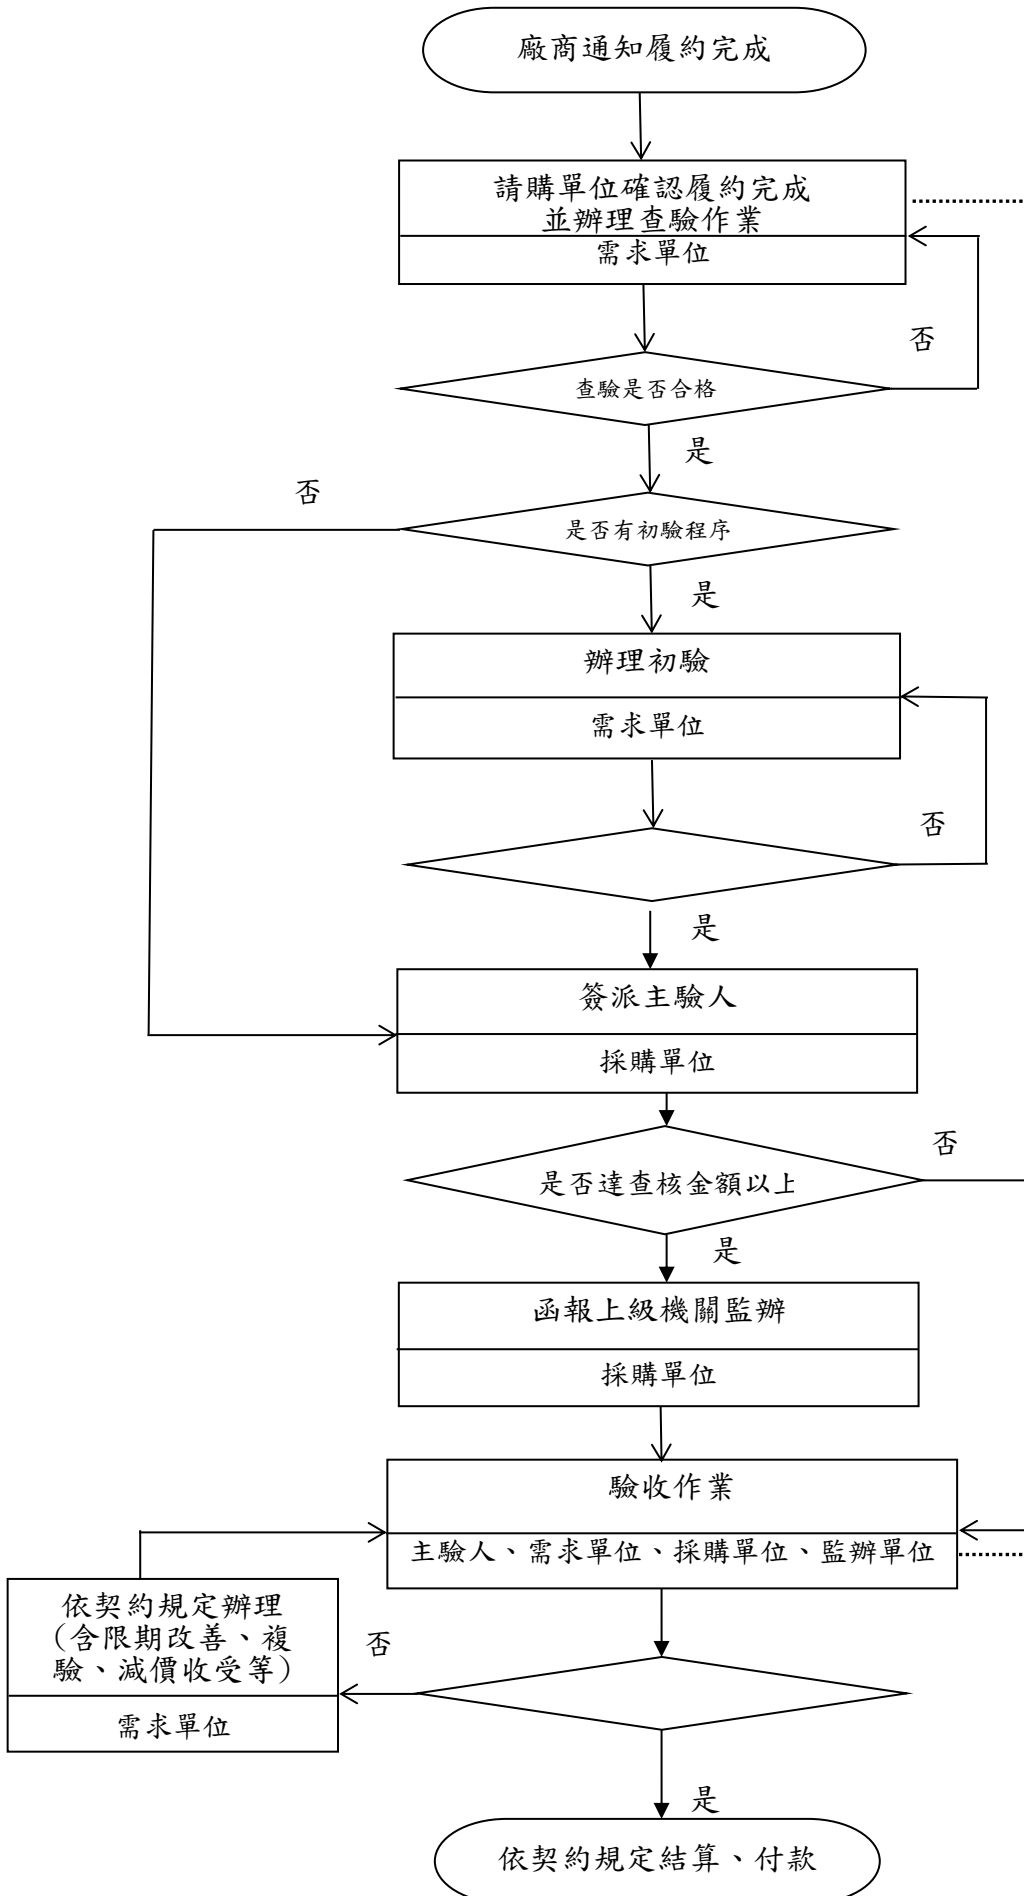 廠商通知履約完成
請購單位確認履約完成
並辦理查驗作業
需求單位
否
查驗是否合格
是
否
是否有初驗程序
是
辦理初驗
需求單位
否
是
簽派主驗人
採購單位
否
是否達查核金額以上
是
函報上級機關監辦
採購單位
驗收作業
主驗人、需求單位、採購單位、監辦單位
依契約規定辦理
（含限期改善、複
驗、減價收受等）
否
需求單位
是
依契約規定結算、付款